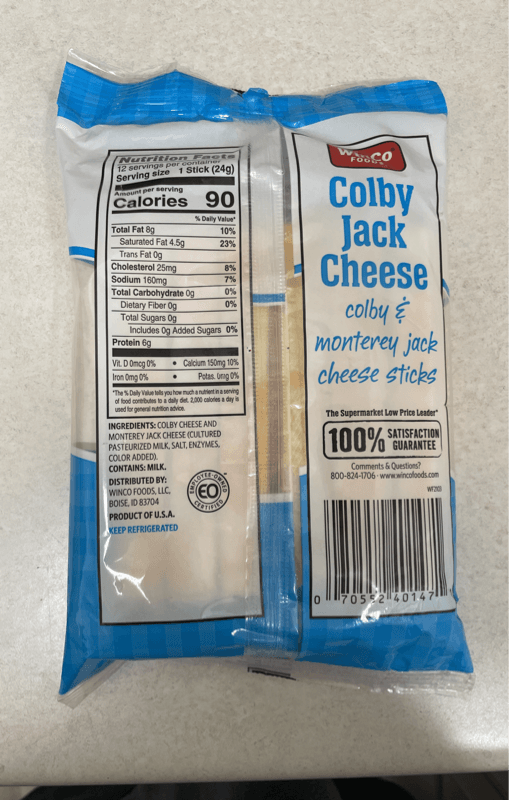 Nutrition Facts
12 servings per container
Serving size 1 Stick (24g)
Amount per serving
Calories 90
% Daily Value*
Total Fat 8g 10%
Saturated Fat 4.5g 23%
Trans Fat 0g
Cholesterol 25mg 8%
Sodium 160mg 7%
Total Carbohydrate 0g 0%
Dietary Fiber 0g 0%
Total Sugars 0g
Includes 0g Added Sugars 0%
Protein 6g
Vit. D 0mcg 0% • Calcium 150mg 10%
Iron 0mg 0% • Potas. 0mg 0%
*The % Daily Value tells you how much a nutrient in a serving
of food contributes to a daily diet. 2,000 calories a day is
used for general nutrition advice.
INGREDIENTS: COLBY CHEESE AND
MONTEREY JACK CHEESE (CULTURED
PASTEURIZED MILK, SALT, ENZYMES,
COLOR ADDED).
CONTAINS: MILK.
DISTRIBUTED BY:
WINCO FOODS, LLC,
BOISE, ID 83704
PRODUCT OF U.S.A.
KEEP REFRIGERATED
EMPLOYEE-OWNED
EO
CERTIFIED
WinCO
FOODS
Colby
Jack
Cheese
colby &
monterey jack
cheese sticks
The Supermarket Low Price Leader®
100% SATISFACTION
GUARANTEE
Comments & Questions?
800-824-1706 · www.wincofoods.com
0 70552 40147